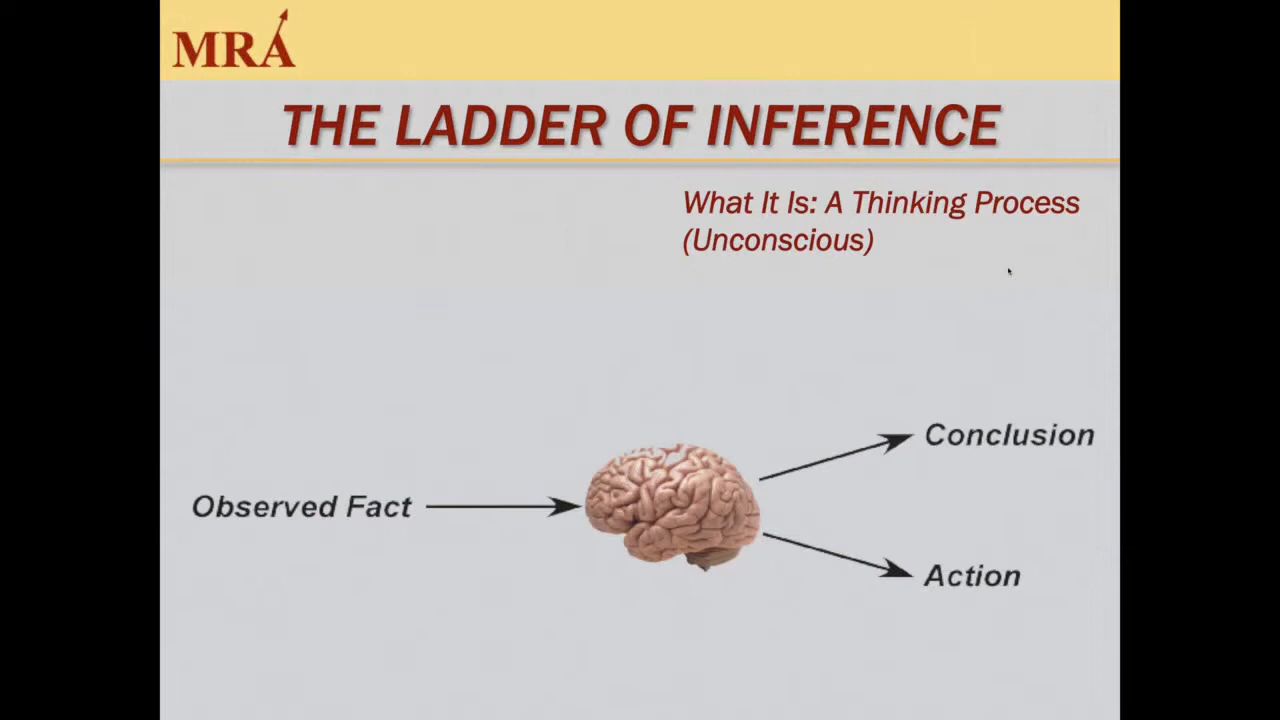 MRA
THE LADDER OF INFERENCE
What It Is: A Thinking Process
(Unconscious)
Conclusion
Observed Fact
Action